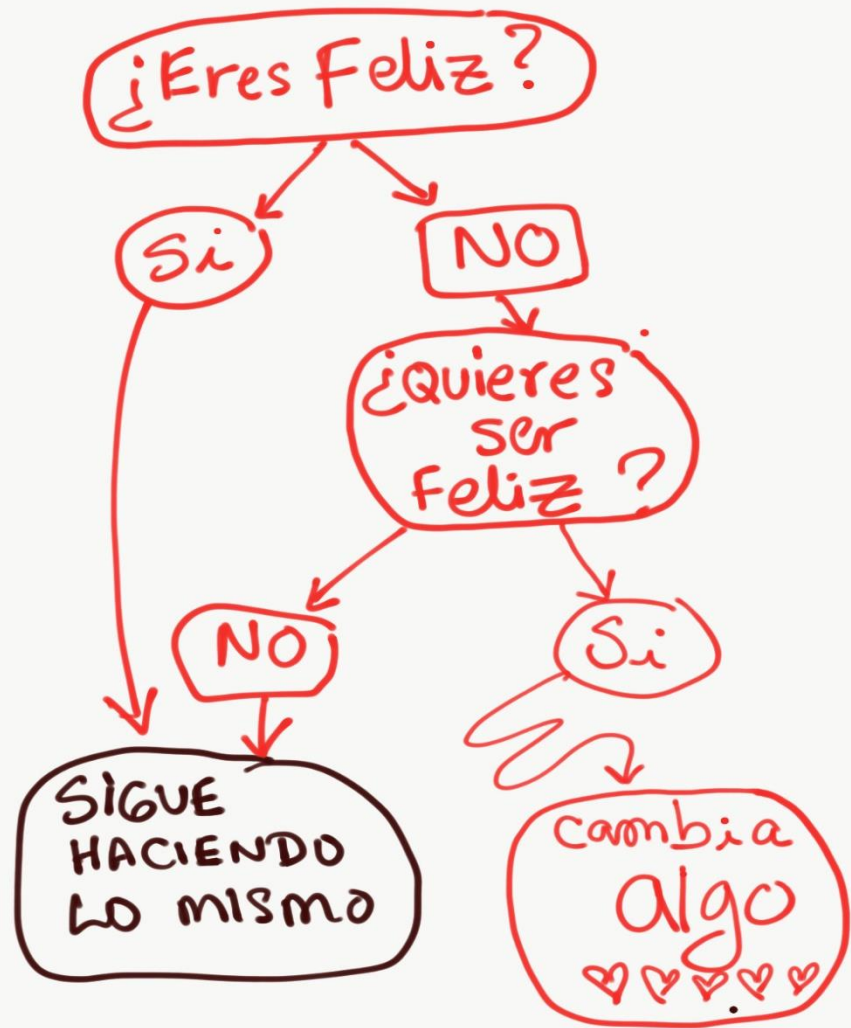 ¿Eres Feliz?
Si
NO
¿Quieres
ser
Feliz?
NO
Si
SIGUE
HACIENDO
LO MISMO
cambia
algo